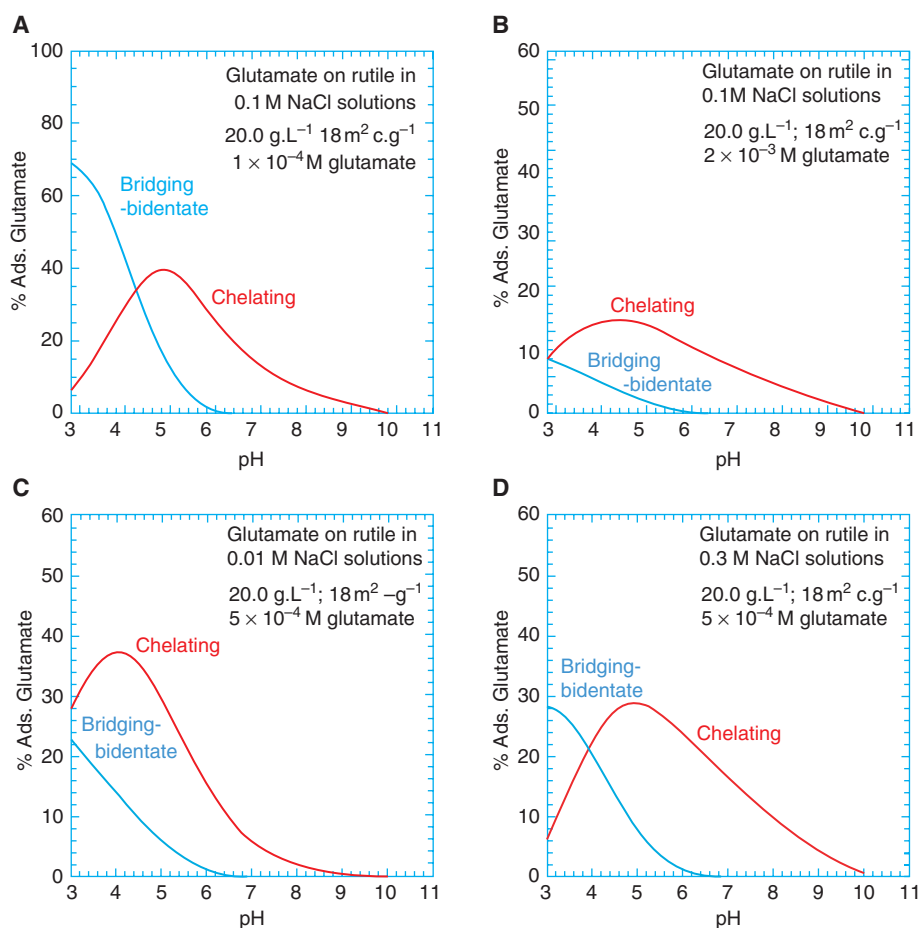 A
% Ads. Glutamate
100
80
60
40
20
0
Glutamate on rutile in
0.1 M NaCl solutions
20.0 g.L⁻¹ 18 m² c.g⁻¹
1 × 10⁻⁴ M glutamate
Bridging
-bidentate
Chelating
3 4 5 6 7 8 9 10 11
pH
B
% Ads. Glutamate
60
50
40
30
20
10
0
Glutamate on rutile in
0.1M NaCl solutions
20.0 g.L⁻¹; 18 m² c.g⁻¹
2 × 10⁻³ M glutamate
Chelating
Bridging
-bidentate
3 4 5 6 7 8 9 10 11
pH
C
% Ads. Glutamate
60
50
40
30
20
10
0
Glutamate on rutile in
0.01 M NaCl solutions
20.0 g.L⁻¹; 18 m² –g⁻¹
5 × 10⁻⁴ M glutamate
Chelating
Bridging-
bidentate
3 4 5 6 7 8 9 10 11
pH
D
% Ads. Glutamate
60
50
40
30
20
10
0
Glutamate on rutile in
0.3 M NaCl solutions
20.0 g.L⁻¹; 18 m² c.g⁻¹
5 × 10⁻⁴ M glutamate
Bridging-
bidentate
Chelating
3 4 5 6 7 8 9 10 11
pH